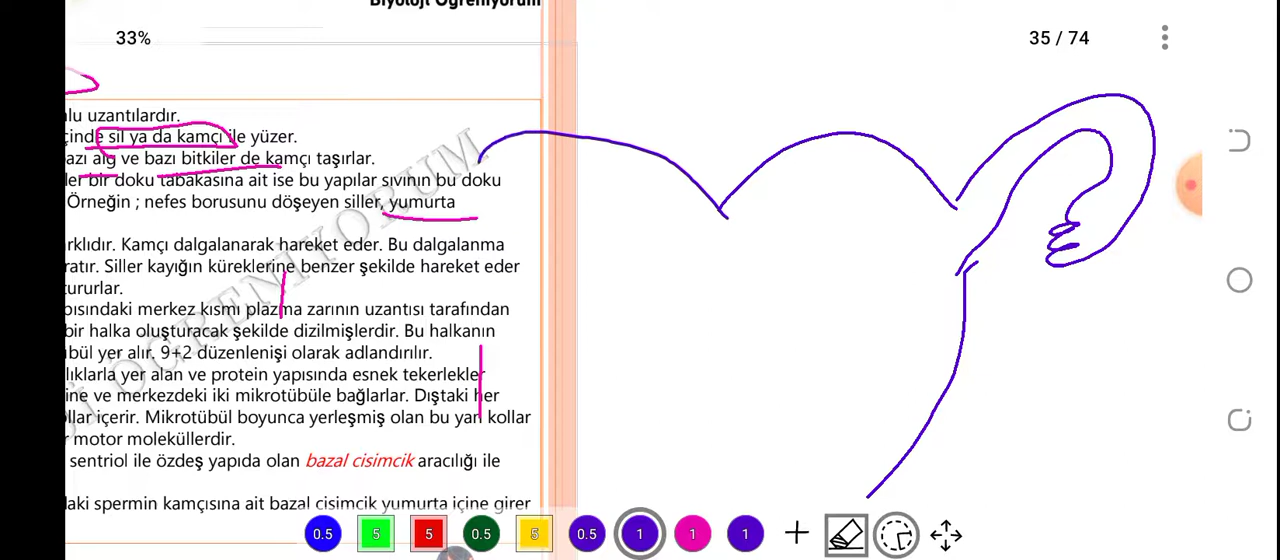 Biyoloji Öğreniyorum
33%
35 / 74
lu uzantılardır.
çinde sil ya da kamçı ile yüzer.
bazı alg ve bazı bitkiler de kamçı taşırlar.
ler bir doku tabakasına ait ise bu yapılar sıvının bu doku
Örneğin ; nefes borusunu döşeyen siller, yumurta
rklıdır. Kamçı dalgalanarak hareket eder. Bu dalgalanma
ratır. Siller kayığın küreklerine benzer şekilde hareket eder
tururlar.
pısındaki merkez kısmı plazma zarının uzantısı tarafından
bir halka oluşturacak şekilde dizilmişlerdir. Bu halkanın
übül yer alır. 9+2 düzenlenişi olarak adlandırılır.
lıklarla yer alan ve protein yapısında esnek tekerlekler
ine ve merkezdeki iki mikrotübüle bağlarlar. Dıştaki her
ollar içerir. Mikrotübül boyunca yerleşmiş olan bu yan kollar
r motor moleküllerdir.
sentriol ile özdeş yapıda olan bazal cisimcik aracılığı ile
daki spermin kamçısına ait bazal cisimcik yumurta içine girer
0.5 5 5 0.5 5 0.5 1 1 1